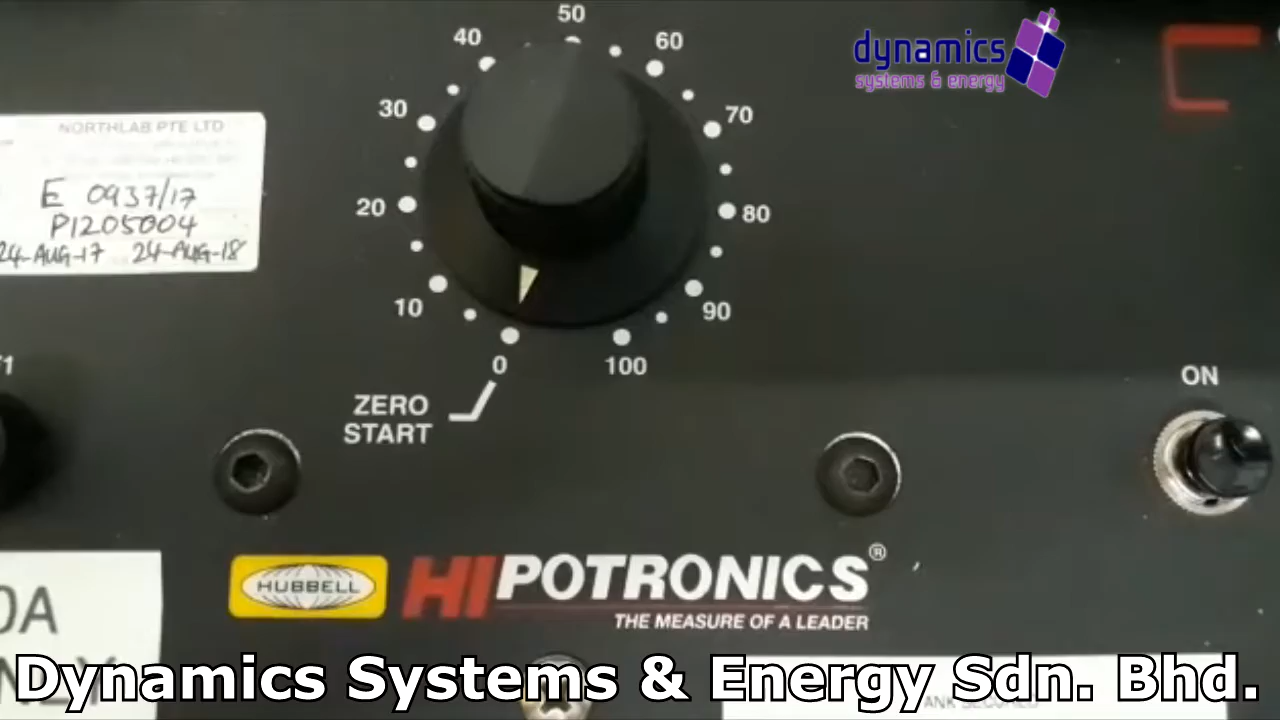 50
40
60
dynamics
systems & energy
30
70
NORTHLAB PTE LTD
E 0937/17
P1205004
24-AUG-17 24-AUG-18
20
80
10
90
0
100
ZERO
START
ON
HUBBELL
HIPOTRONICS®
THE MEASURE OF A LEADER
0A
Dynamics Systems & Energy Sdn. Bhd.